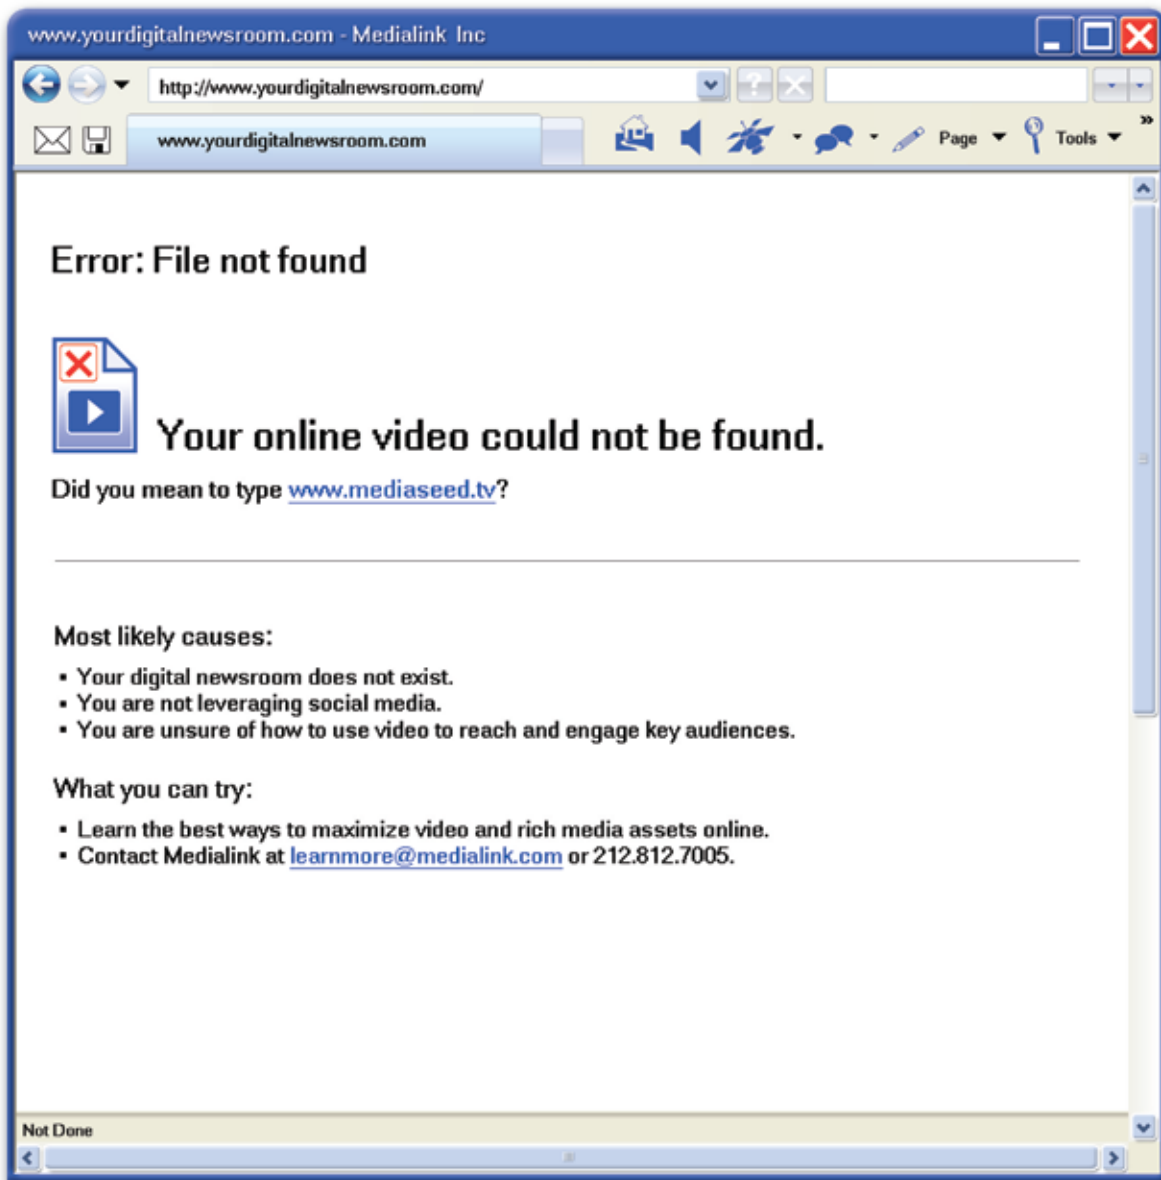 www.yourdigitalnewsroom.com - Medialink Inc
http://www.yourdigitalnewsroom.com/
www.yourdigitalnewsroom.com
Page
Tools
Error: File not found
Your online video could not be found.
Did you mean to type www.mediaseed.tv?
Most likely causes:
▪ Your digital newsroom does not exist.
▪ You are not leveraging social media.
▪ You are unsure of how to use video to reach and engage key audiences.
What you can try:
▪ Learn the best ways to maximize video and rich media assets online.
▪ Contact Medialink at learnmore@medialink.com or 212.812.7005.
Not Done